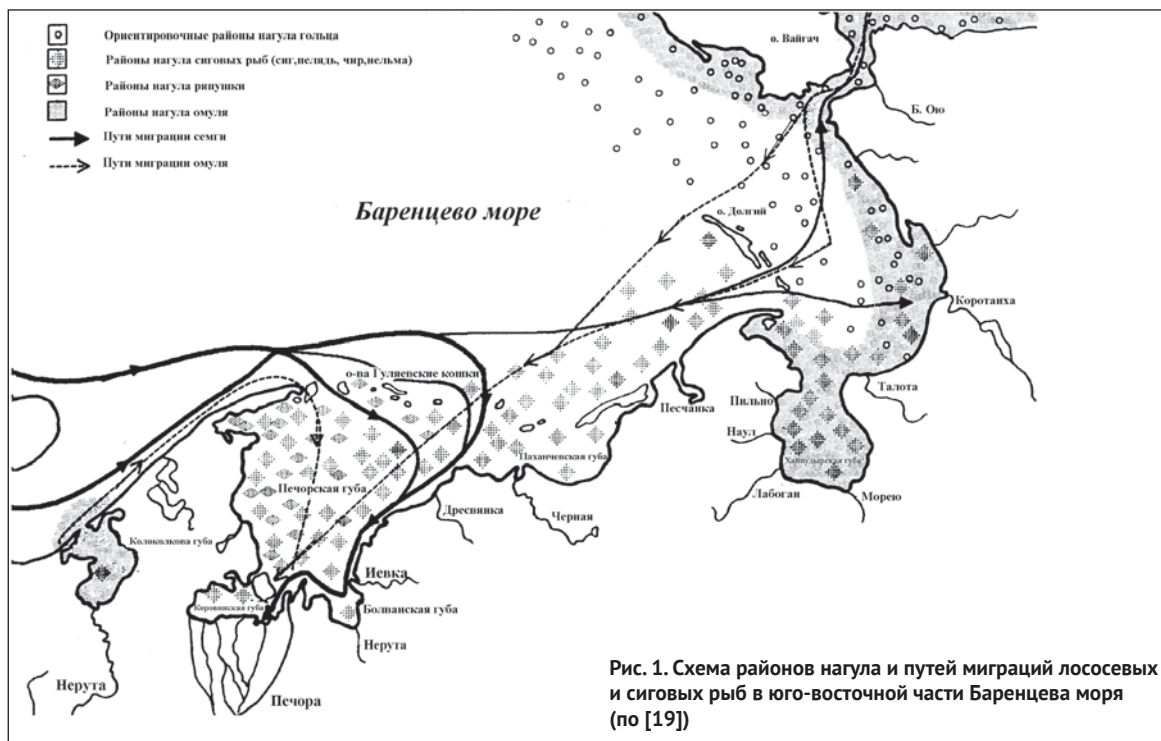 Ориентировочные районы нагула гольца
Районы нагула сиговых рыб (сиг,пелядь, чир,нельма)
Районы нагула ряпушки
Районы нагула омуля
Пути миграции семги
Пути миграции омуля
о. Вайгач
Б. Ою
Баренцево море
о. Долгий
Коротаиха
о-ва Гуляевские кошки
Талота
Песчанка
Пильно
Наул
Паханчевская губа
Хайпудырская губа
Печорская губа
Лабоган
Морею
Дресвянка
Черная
Колоколкова губа
Иевка
Коровинская губа
Болванская губа
Нерута
Нерута
Печора
Рис. 1. Схема районов нагула и путей миграций лососевых
и сиговых рыб в юго-восточной части Баренцева моря
(по [19])